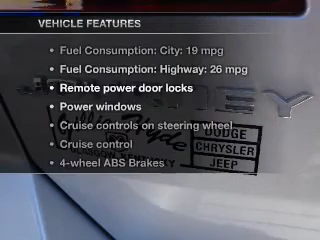 VEHICLE FEATURES
• Fuel Consumption: City: 19 mpg
• Fuel Consumption: Highway: 26 mpg
• Remote power door locks
• Power windows
• Cruise controls on steering wheel
• Cruise control
• 4-wheel ABS Brakes
DODGE
CHRYSLER
JEEP